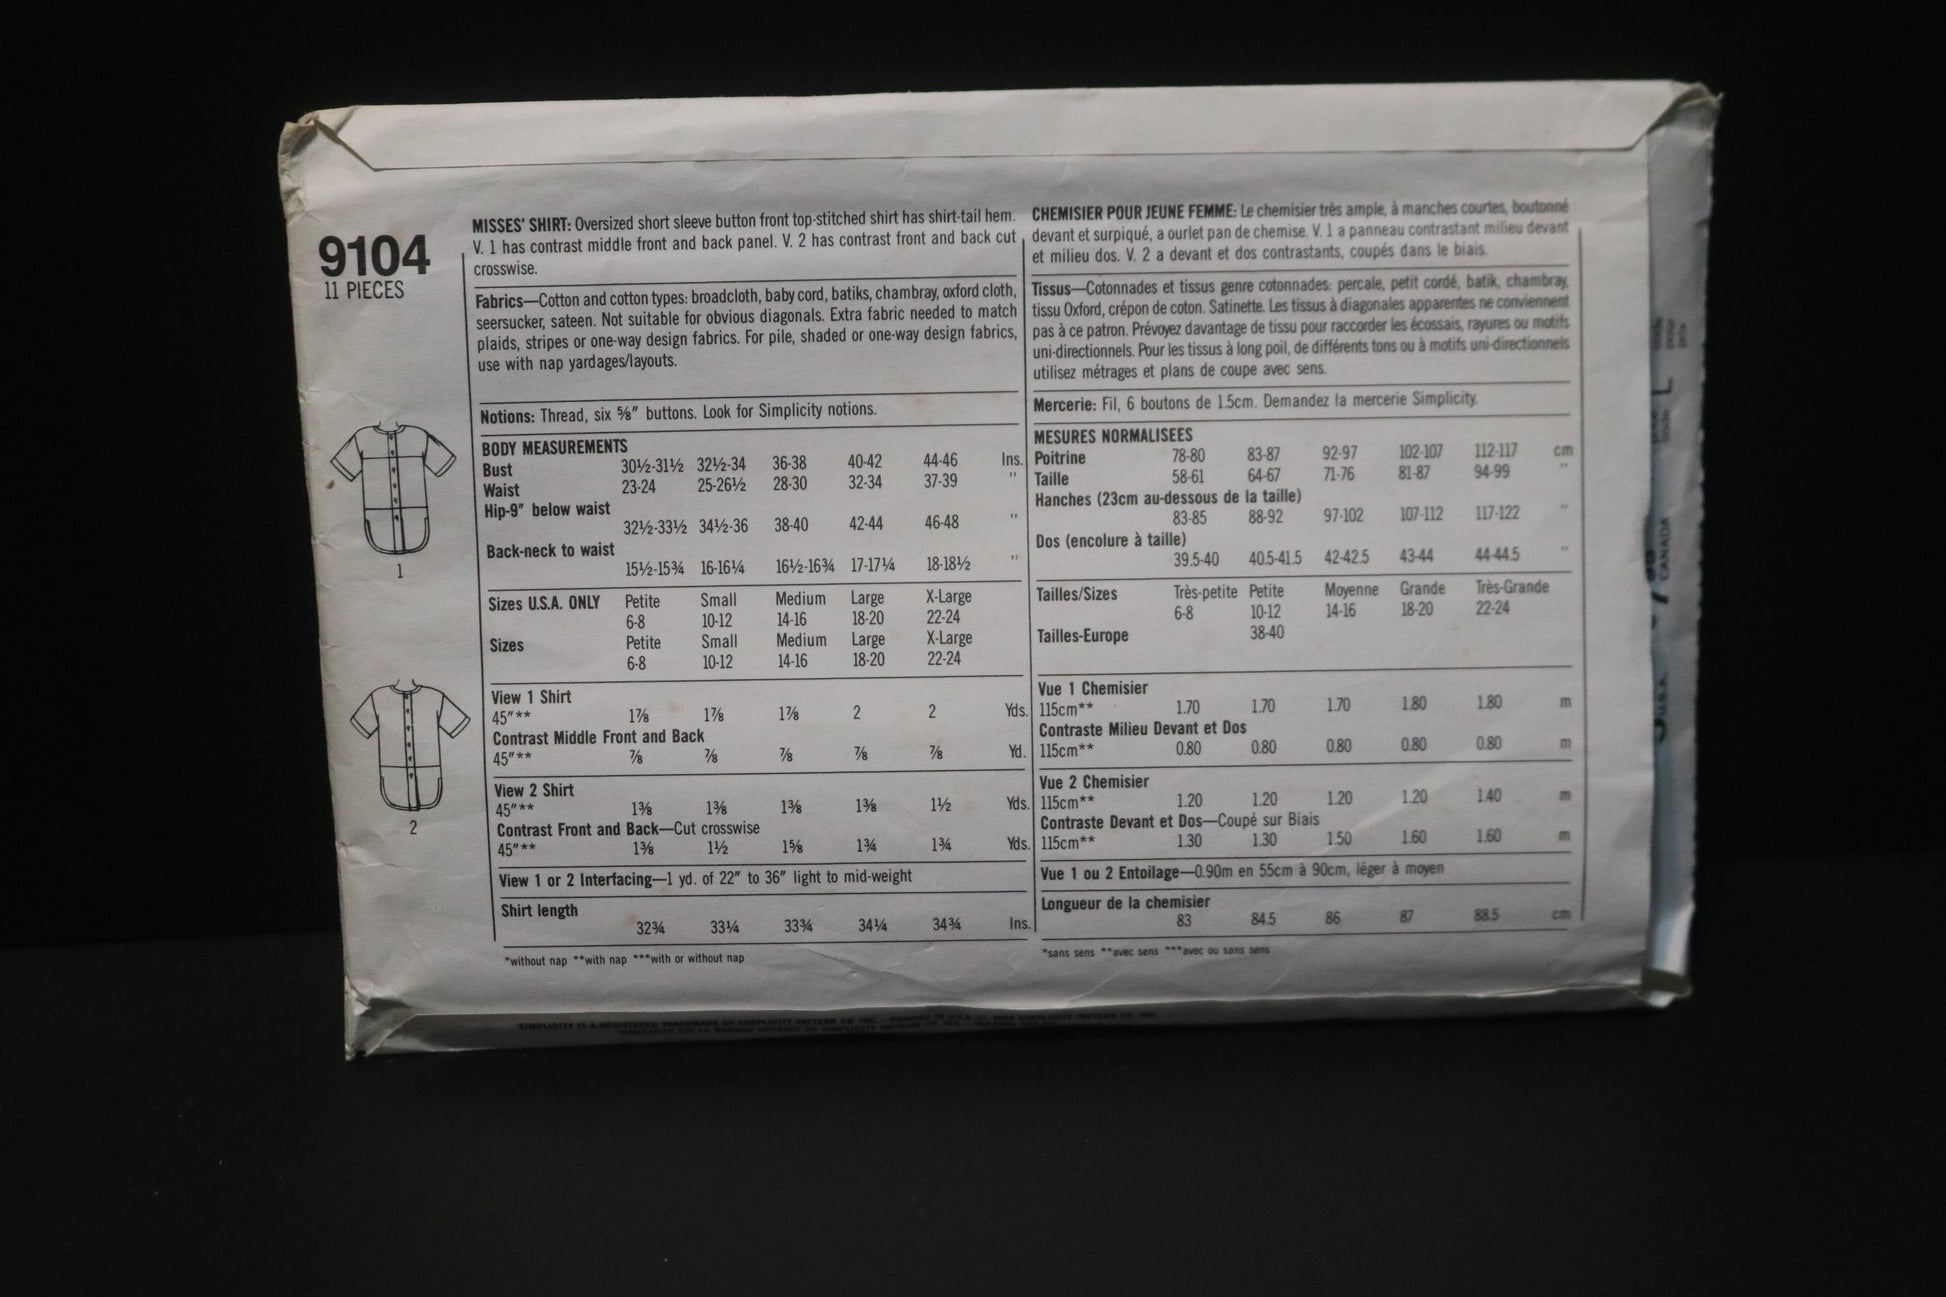 9104
11 PIECES
1
2
MISSES' SHIRT: Oversized short sleeve button front top-stitched shirt has shirt-tail hem.
V. 1 has contrast middle front and back panel. V. 2 has contrast front and back cut
crosswise.
Fabrics—Cotton and cotton types: broadcloth, baby cord, batiks, chambray, oxford cloth,
seersucker, sateen. Not suitable for obvious diagonals. Extra fabric needed to match
plaids, stripes or one-way design fabrics. For pile, shaded or one-way design fabrics,
use with nap yardages/layouts.
Notions: Thread, six ⅝" buttons. Look for Simplicity notions.
BODY MEASUREMENTS
Bust 30½-31½ 32½-34 36-38 40-42 44-46 Ins.
Waist 23-24 25-26½ 28-30 32-34 37-39 "
Hip-9" below waist
32½-33½ 34½-36 38-40 42-44 46-48 "
Back-neck to waist
15½-15¾ 16-16¼ 16½-16¾ 17-17¼ 18-18½ "
Sizes U.S.A. ONLY Petite Small Medium Large X-Large
6-8 10-12 14-16 18-20 22-24
Sizes Petite Small Medium Large X-Large
6-8 10-12 14-16 18-20 22-24
View 1 Shirt
45"** 1⅞ 1⅞ 1⅞ 2 2 Yds.
Contrast Middle Front and Back
45"** ⅞ ⅞ ⅞ ⅞ ⅞ Yd.
View 2 Shirt
45"** 1⅜ 1⅜ 1⅜ 1⅜ 1½ Yds.
Contrast Front and Back—Cut crosswise
45"** 1⅜ 1½ 1⅝ 1¾ 1¾ Yds.
View 1 or 2 Interfacing—1 yd. of 22" to 36" light to mid-weight
Shirt length
32¾ 33¼ 33¾ 34¼ 34¾ Ins.
*without nap **with nap ***with or without nap
CHEMISIER POUR JEUNE FEMME: Le chemisier très ample, à manches courtes, boutonné
devant et surpiqué, a ourlet pan de chemise. V. 1 a panneau contrastant milieu devant
et milieu dos. V. 2 a devant et dos contrastants, coupés dans le biais.
Tissus—Cotonnades et tissus genre cotonnades: percale, petit cordé, batik, chambray,
tissu Oxford, crépon de coton. Satinette. Les tissus à diagonales apparentes ne conviennent
pas à ce patron. Prévoyez davantage de tissu pour raccorder les écossais, rayures ou motifs
uni-directionnels. Pour les tissus à long poil, de différents tons ou à motifs uni-directionnels
utilisez métrages et plans de coupe avec sens.
Mercerie: Fil, 6 boutons de 1.5cm. Demandez la mercerie Simplicity.
MESURES NORMALISEES
Poitrine 78-80 83-87 92-97 102-107 112-117 cm
Taille 58-61 64-67 71-76 81-87 94-99 "
Hanches (23cm au-dessous de la taille)
83-85 88-92 97-102 107-112 117-122 "
Dos (encolure à taille)
39.5-40 40.5-41.5 42-42.5 43-44 44-44.5 "
Tailles/Sizes Très-petite Petite Moyenne Grande Très-Grande
6-8 10-12 14-16 18-20 22-24
Tailles-Europe 38-40
Vue 1 Chemisier
115cm** 1.70 1.70 1.70 1.80 1.80 m
Contraste Milieu Devant et Dos
115cm** 0.80 0.80 0.80 0.80 0.80 m
Vue 2 Chemisier
115cm** 1.20 1.20 1.20 1.20 1.40 m
Contraste Devant et Dos—Coupé sur Biais
115cm** 1.30 1.30 1.50 1.60 1.60 m
Vue 1 ou 2 Entoilage—0.90m en 55cm à 90cm, léger à moyen
Longueur de la chemisier
83 84.5 86 87 88.5 cm
*sans sens **avec sens ***avec ou sans sens
SIMPLICITY IS A REGISTERED TRADEMARK OF SIMPLICITY PATTERN CO. INC.
L
CANADA
U.S.A.